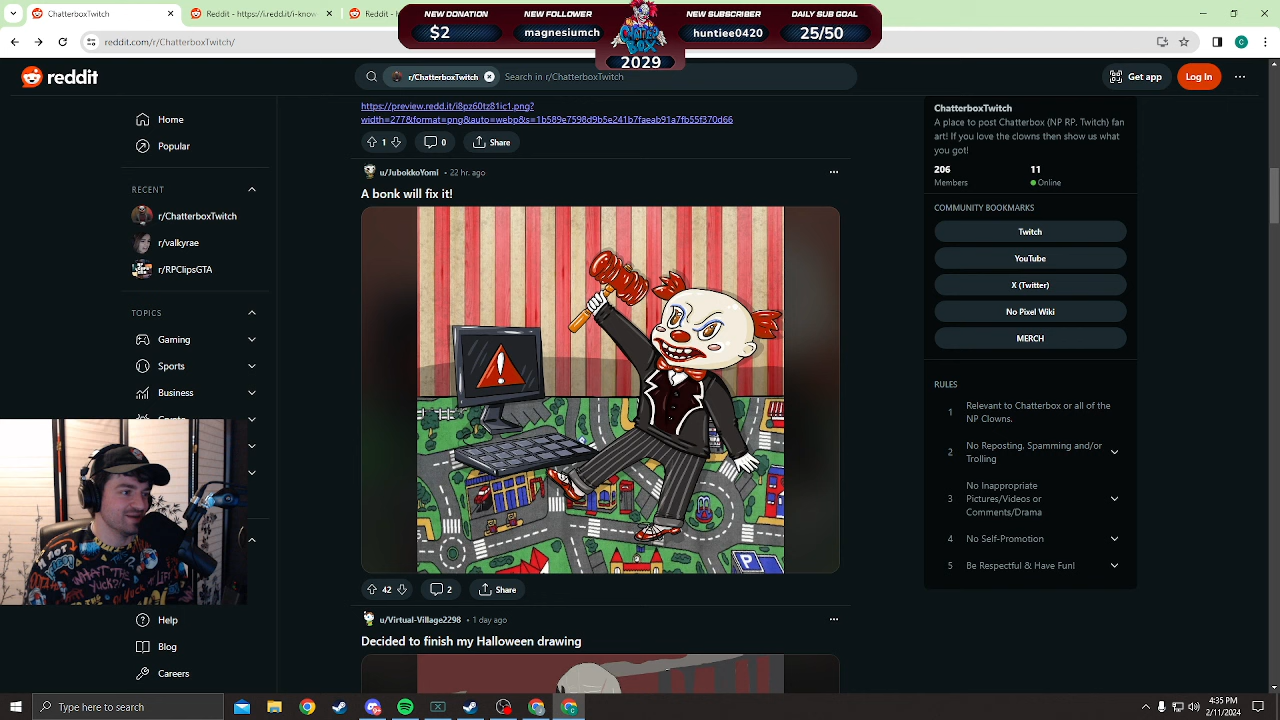 Chatterbox
Reddit - https://i.redd.it/e8-know
Reddit
NEW DONATION
$2
NEW FOLLOWER
magnesiumch
CHATTER
BOX
2029
NEW SUBSCRIBER
huntiee0420
DAILY SUB GOAL
25/50
reddit.com/r/Chatterboxtwitch/
reddit
r/ChatterboxTwitch
Search in r/ChatterboxTwitch
Get app
Log In
Home
Popular
RECENT
r/ChatterboxTwitch
r/valkyrae
r/RPClipsGTA
TOPICS
Gaming
Sports
Business
Help
Blog
Careers
https://preview.redd.it/i8pz60tz81ic1.png?
width=277&format=png&auto=webp&s=1b589e7598d9b5e241b7faeab91a7fb55f370d66
1
0
Share
u/JubokkoYomi • 22 hr. ago
A bonk will fix it!
!
P
42
2
Share
u/Virtual-Village2298 • 1 day ago
Decided to finish my Halloween drawing
ChatterboxTwitch
A place to post Chatterbox (NP RP, Twitch) fan
art! If you love the clowns then show us what
you got!
206
Members
11
Online
COMMUNITY BOOKMARKS
Twitch
YouTube
X (Twitter)
No Pixel Wiki
MERCH
RULES
1 Relevant to Chatterbox or all of the
NP Clowns.
2 No Reporting, Spamming and/or
Trolling
3 No Inappropriate
Pictures/Videos or
Comments/Drama
4 No Self-Promotion
5 Be Respectful & Have Fun!
Type here to search
4:35 PM
2/11/2024